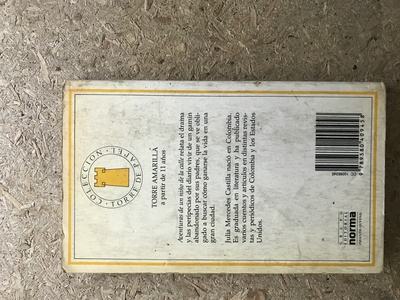 COLECCIÓN
TORRE DE PAPEL
TORRE AMARILLA
a partir de 11 años
Aventuras de un niño de la calle relata el drama
y las peripecias del diario vivir de un gamín
abandonado por sus padres, que se ve obli-
gado a buscar cómo ganarse la vida en una
gran ciudad.
Julia Mercedes Castilla nació en Colombia.
Es graduada en literatura y ha publicado
varios cuentos y artículos en distintas revis-
tas y periódicos de Colombia y los Estados
Unidos.
GRUPO
EDITORIAL
norma